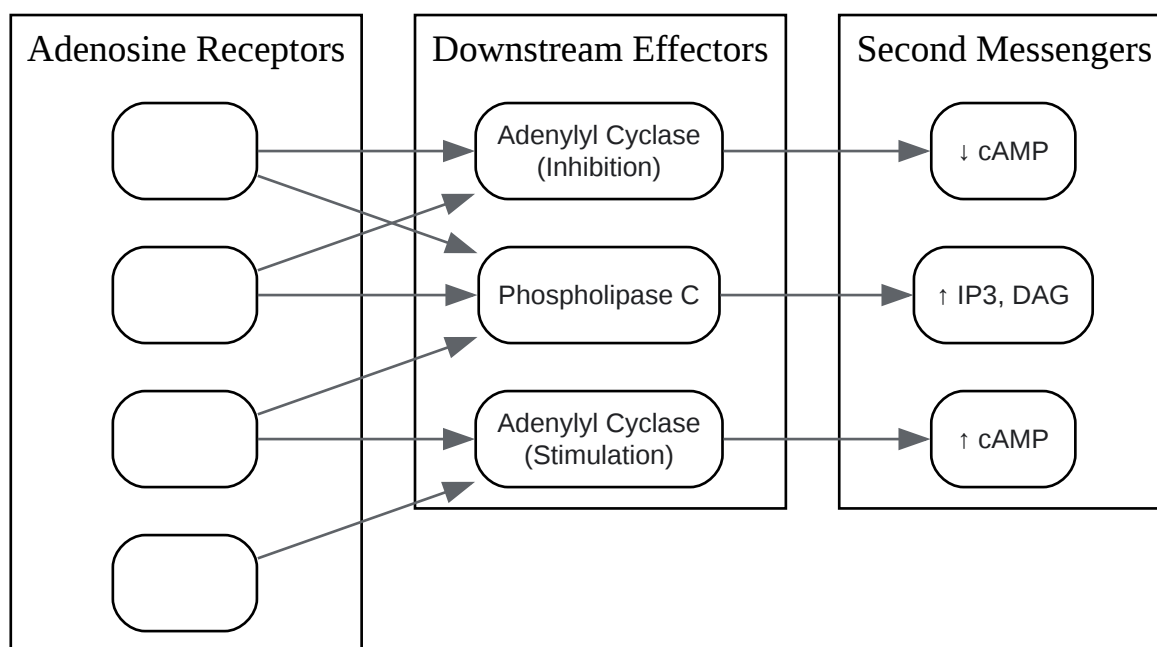 Adenosine Receptors
Downstream Effectors
Second Messengers
Adenylyl Cyclase
(Inhibition)
↓ cAMP
Phospholipase C
↑ IP3, DAG
Adenylyl Cyclase
(Stimulation)
↑ cAMP